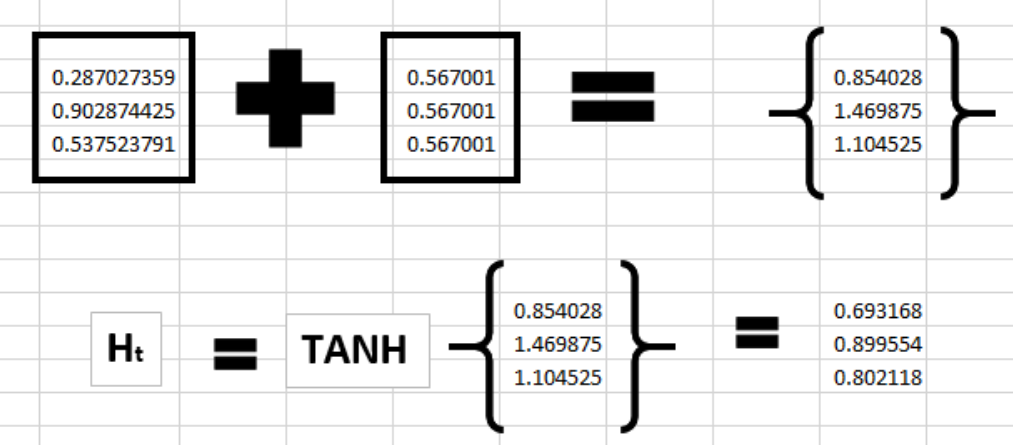 0.287027359 + 0.567001 = 0.854028
0.902874425 0.567001 1.469875
0.537523791 0.567001 1.104525
0.854028 0.693168
Ht = TANH { 1.469875 } = 0.899554
1.104525 0.802118